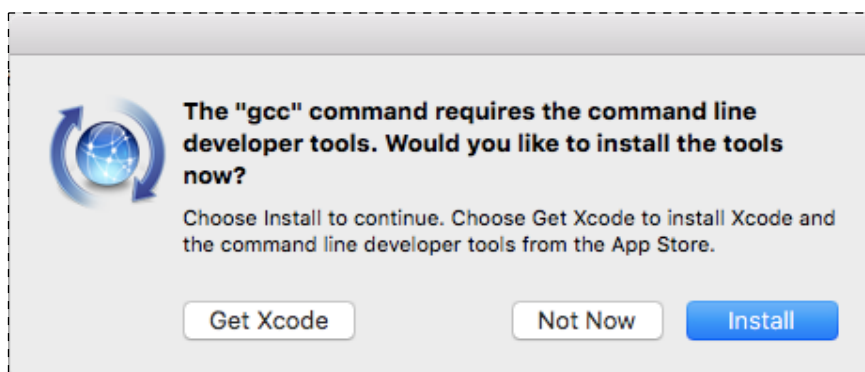 The "gcc" command requires the command line
developer tools. Would you like to install the tools
now?
Choose Install to continue. Choose Get Xcode to install Xcode and
the command line developer tools from the App Store.
Get Xcode
Not Now
Install